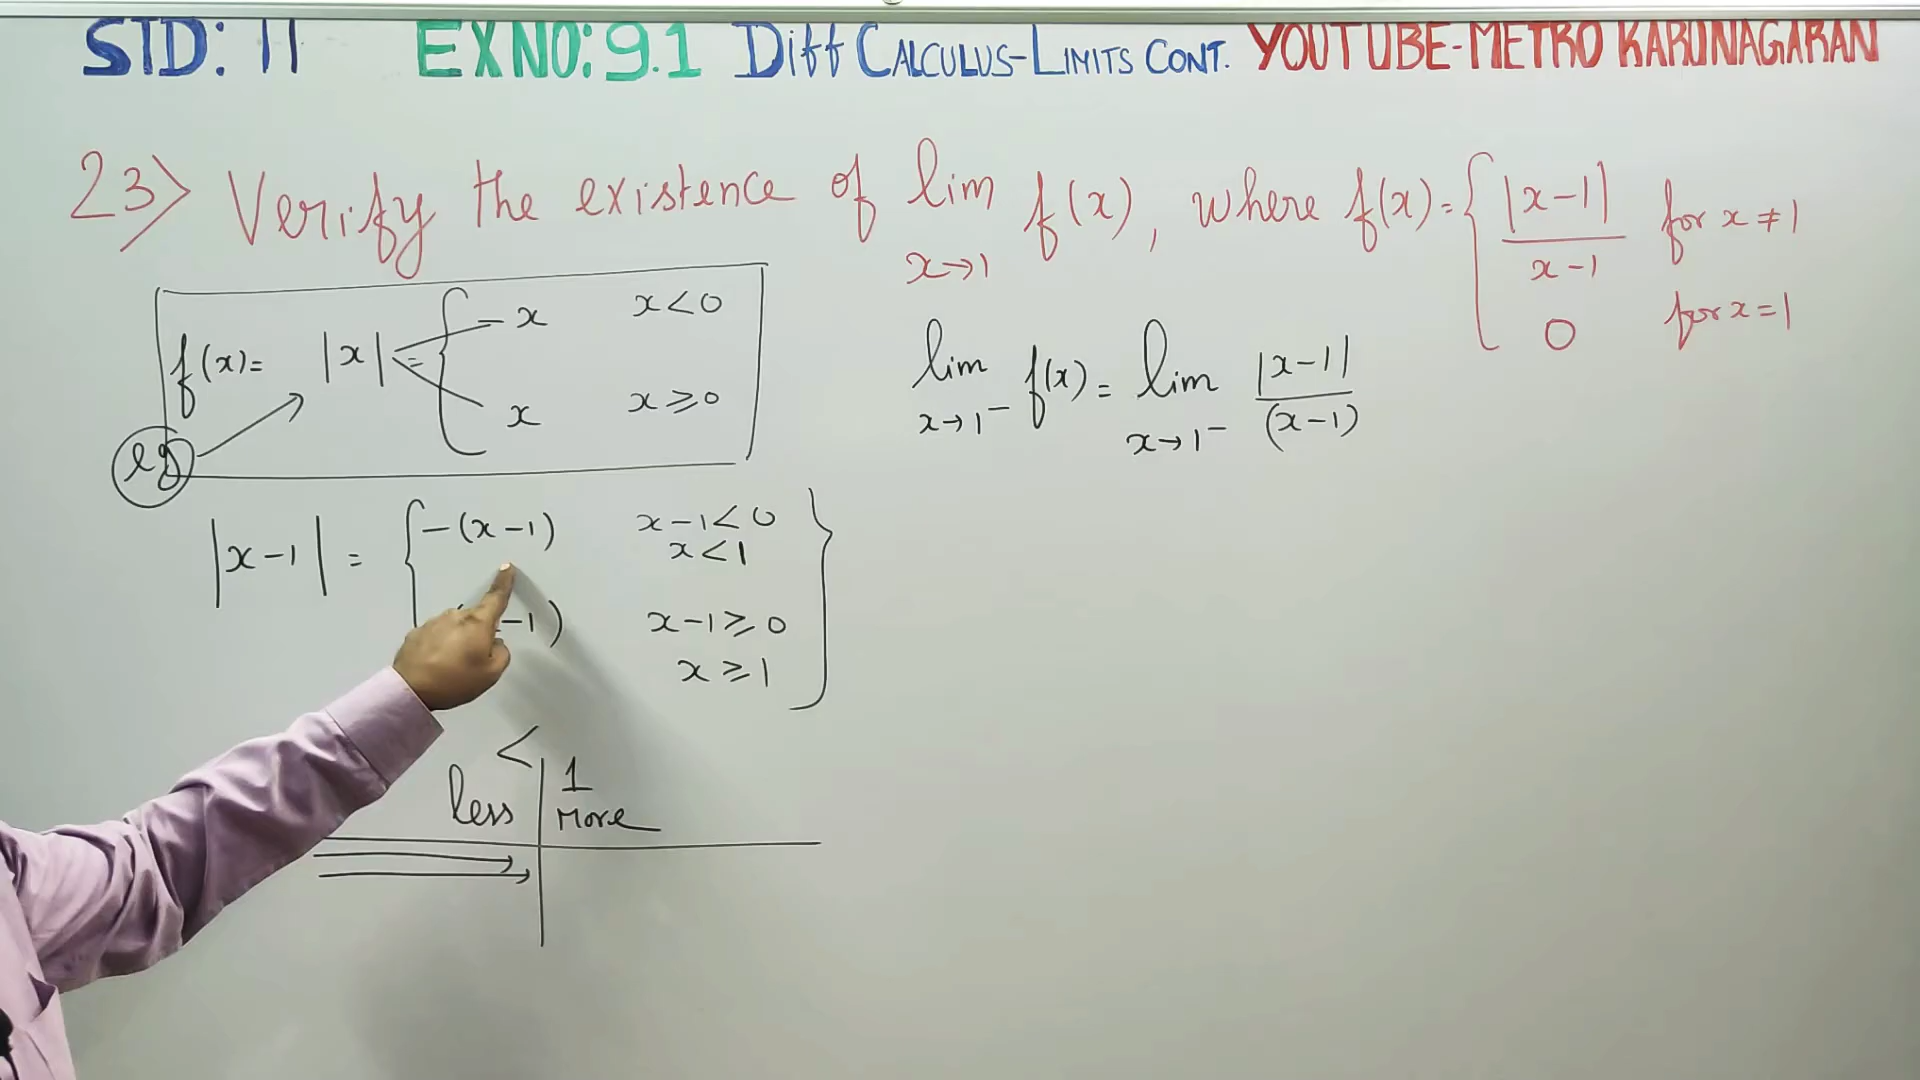 STD: 11 EXNO: 9.1 Diff CALCULUS-LIMITS CONT. YOUTUBE-METRO KARUNAGARAN
23) Verify the existence of lim x→1 f(x), where f(x) = { |x-1| / x-1 for x ≠ 1
0 for x = 1
f(x) = |x| = { -x x < 0
x x ≥ 0
eg
lim x→1⁻ f(x) = lim x→1⁻ |x-1| / (x-1)
|x-1| = { -(x-1) x-1 < 0
x < 1
-1) x-1 ≥ 0
x ≥ 1
<
less 1
More